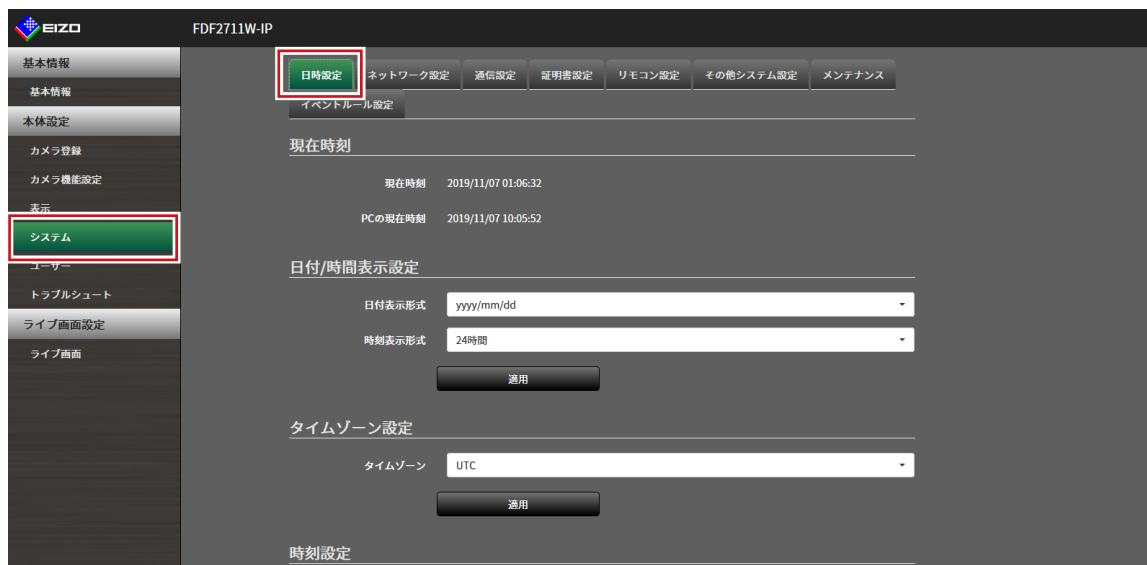 EIZO
FDF2711W-IP
基本情報
基本情報
本体設定
カメラ登録
カメラ機能設定
表示
システム
ユーザー
トラブルシュート
ライブ画面設定
ライブ画面
日時設定 ネットワーク設定 通信設定 証明書設定 リモコン設定 その他システム設定 メンテナンス
イベントルール設定
現在時刻
現在時刻 2019/11/07 01:06:32
PCの現在時刻 2019/11/07 10:05:52
日付/時間表示設定
日付表示形式 yyyy/mm/dd
時刻表示形式 24時間
適用
タイムゾーン設定
タイムゾーン UTC
適用
時刻設定